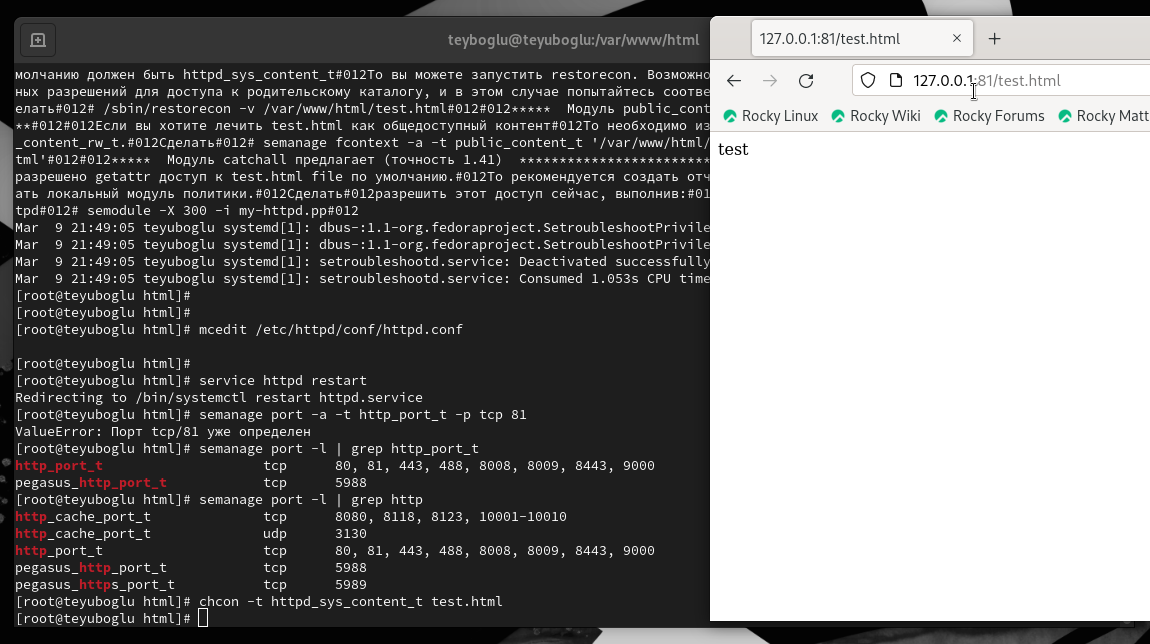 teyboglu@teyuboglu:/var/www/html
молчанию должен быть httpd_sys_content_t#012То вы можете запустить restorecon. Возможно
ных разрешений для доступа к родительскому каталогу, и в этом случае попытайтесь соотве
елать#012# /sbin/restorecon -v /var/www/html/test.html#012#012***** Модуль public_cont
**#012#012Если вы хотите лечить test.html как общедоступный контент#012То необходимо из
_content_rw_t.#012Сделать#012# semanage fcontext -a -t public_content_t '/var/www/html/
tml'#012#012***** Модуль catchall предлагает (точность 1.41) ************************
разрешено getattr доступ к test.html file по умолчанию.#012То рекомендуется создать отч
ать локальный модуль политики.#012Сделать#012разрешить этот доступ сейчас, выполнив:#01
tpd#012# semodule -X 300 -i my-httpd.pp#012
Mar  9 21:49:05 teyuboglu systemd[1]: dbus-:1.1-org.fedoraproject.SetroubleshootPrivile
Mar  9 21:49:05 teyuboglu systemd[1]: dbus-:1.1-org.fedoraproject.SetroubleshootPrivile
Mar  9 21:49:05 teyuboglu systemd[1]: setroubleshootd.service: Deactivated successfully
Mar  9 21:49:05 teyuboglu systemd[1]: setroubleshootd.service: Consumed 1.053s CPU time
[root@teyuboglu html]#
[root@teyuboglu html]#
[root@teyuboglu html]# mcedit /etc/httpd/conf/httpd.conf
[root@teyuboglu html]#
[root@teyuboglu html]# service httpd restart
Redirecting to /bin/systemctl restart httpd.service
[root@teyuboglu html]# semanage port -a -t http_port_t -p tcp 81
ValueError: Порт tcp/81 уже определен
[root@teyuboglu html]# semanage port -l | grep http_port_t
http_port_t tcp 80, 81, 443, 488, 8008, 8009, 8443, 9000
pegasus_http_port_t tcp 5988
[root@teyuboglu html]# semanage port -l | grep http
http_cache_port_t tcp 8080, 8118, 8123, 10001-10010
http_cache_port_t udp 3130
http_port_t tcp 80, 81, 443, 488, 8008, 8009, 8443, 9000
pegasus_http_port_t tcp 5988
pegasus_https_port_t tcp 5989
[root@teyuboglu html]# chcon -t httpd_sys_content_t test.html
[root@teyuboglu html]#
127.0.0.1:81/test.html
127.0.0.1:81/test.html
Rocky Linux Rocky Wiki Rocky Forums Rocky Matt
test